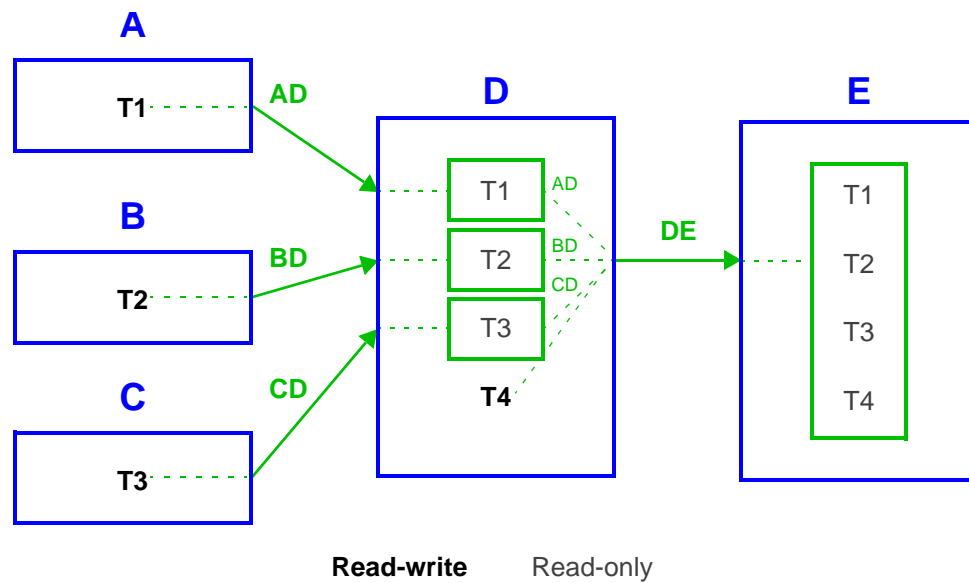 A
T1
AD
B
T2
BD
C
T3
CD
D
T1
AD
T2
BD
CD
T3
T4
DE
E
T1
T2
T3
T4
Read-write Read-only